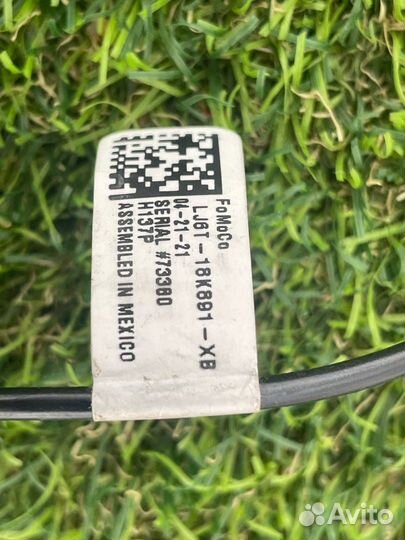 FoMoCo
LJ6T-18K891-XB
04-21-21
SERIAL #73380
H137P
ASSEMBLED IN MEXICO
Avito